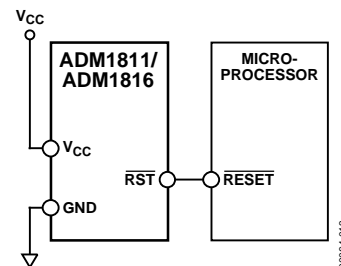 VCC
ADM1811/
ADM1816
MICRO-
PROCESSOR
VCC
RST
RESET
GND